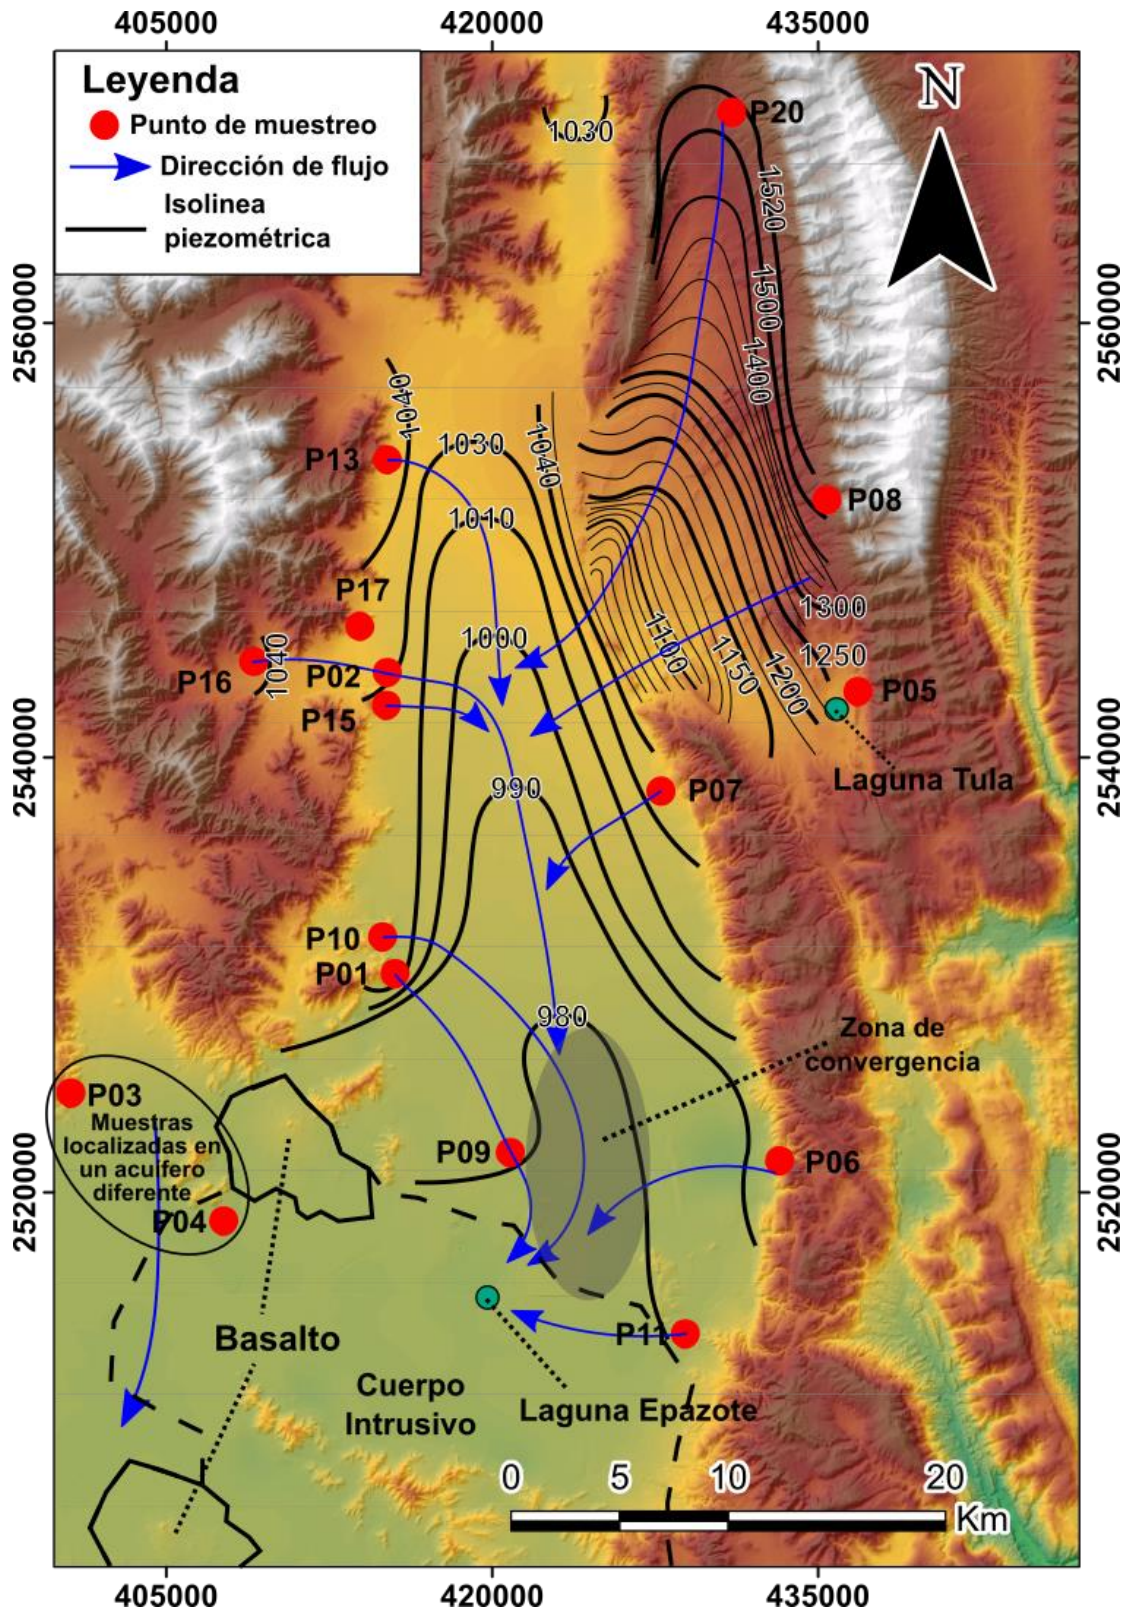 405000 420000 435000
Leyenda
Punto de muestreo
Dirección de flujo
Isolinea
piezométrica
N
1030
P20
1520
1500
1400
2560000
2560000
1040
1030
1040
P13
P08
1010
P17
1300
1000
1040
P16
P02
1100
1150
1200
1250
P05
P15
2540000
2540000
Laguna Tula
990
P07
P10
P01
980
Zona de
convergencia
P03
Muestras
localizadas en
un acuífero
diferente
P04
P09
P06
2520000
2520000
Basalto
P11
Cuerpo
Intrusivo
Laguna Epazote
0 5 10 20
Km
405000 420000 435000